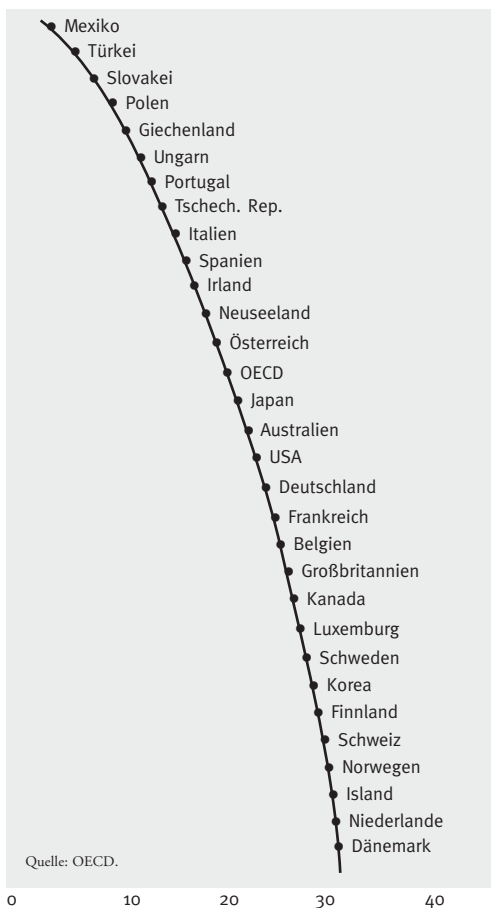 Mexiko
Türkei
Slovakei
Polen
Giechenland
Ungarn
Portugal
Tschech. Rep.
Italien
Spanien
Irland
Neuseeland
Österreich
OECD
Japan
Australien
USA
Deutschland
Frankreich
Belgien
Großbritannien
Kanada
Luxemburg
Schweden
Korea
Finnland
Schweiz
Norwegen
Island
Niederlande
Dänemark
Quelle: OECD.
0 10 20 30 40